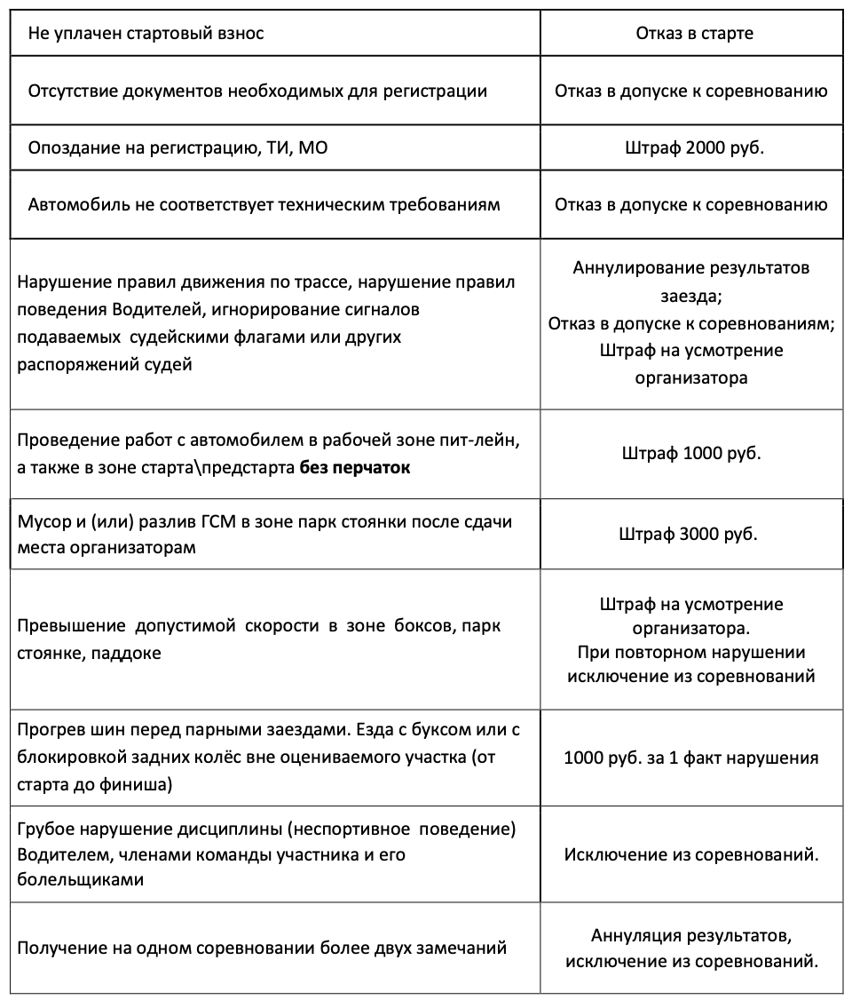 Не уплачен стартовый взнос
Отказ в старте
Отсутствие документов необходимых для регистрации
Отказ в допуске к соревнованию
Опоздание на регистрацию, ТИ, МО
Штраф 2000 руб.
Автомобиль не соответствует техническим требованиям
Отказ в допуске к соревнованию
Нарушение правил движения по трассе, нарушение правил
поведения Водителей, игнорирование сигналов
подаваемых судейскими флагами или других
распоряжений судей
Аннулирование результатов
заезда;
Отказ в допуске к соревнованиям;
Штраф на усмотрение
организатора
Проведение работ с автомобилем в рабочей зоне пит-лейн,
а также в зоне старта\предстарта без перчаток
Штраф 1000 руб.
Мусор и (или) разлив ГСМ в зоне парк стоянки после сдачи
места организаторам
Штраф 3000 руб.
Превышение допустимой скорости в зоне боксов, парк
стоянке, паддоке
Штраф на усмотрение
организатора.
При повторном нарушении
исключение из соревнований
Прогрев шин перед парными заездами. Езда с буксом или с
блокировкой задних колёс вне оцениваемого участка (от
старта до финиша)
1000 руб. за 1 факт нарушения
Грубое нарушение дисциплины (неспортивное поведение)
Водителем, членами команды участника и его
болельщиками
Исключение из соревнований.
Получение на одном соревновании более двух замечаний
Аннуляция результатов,
исключение из соревнований.